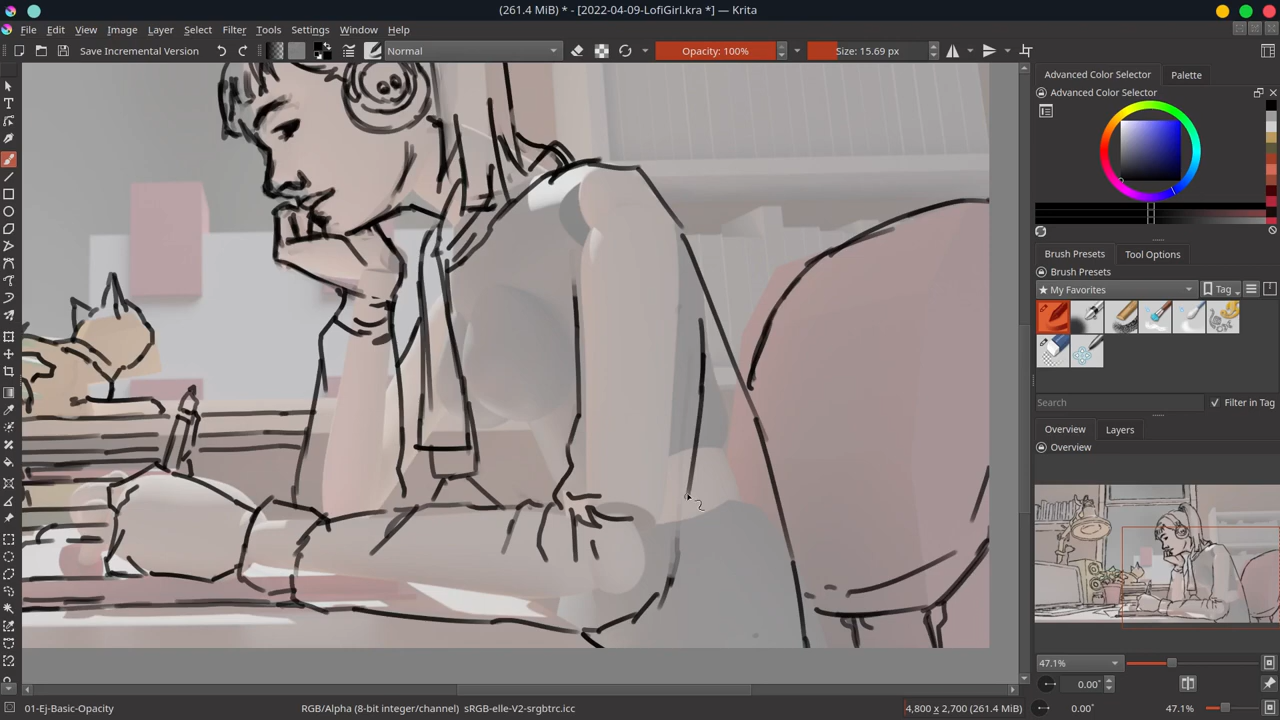 (261.4 MiB) * - [2022-04-09-LofiGirl.kra *] — Krita
File Edit View Image Layer Select Filter Tools Settings Window Help
Save Incremental Version
Normal
Opacity: 100%
Size: 15.69 px
Advanced Color Selector
Palette
Advanced Color Selector
Brush Presets
Tool Options
Brush Presets
★ My Favorites
Tag
Search
Filter in Tag
Overview
Layers
Overview
47.1%
0.00°
01-Ej-Basic-Opacity
RGB/Alpha (8-bit integer/channel) sRGB-elle-V2-srgbtrc.icc
4,800 x 2,700 (261.4 MiB)
0.00°
47.1%